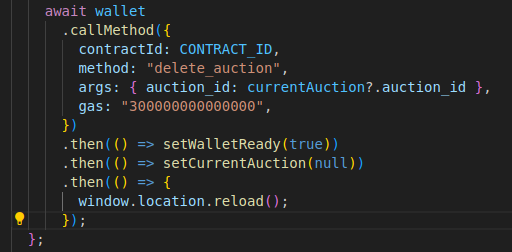 await wallet
.callMethod({
contractId: CONTRACT_ID,
method: "delete_auction",
args: { auction_id: currentAuction?.auction_id },
gas: "300000000000000",
})
.then(() => setWalletReady(true))
.then(() => setCurrentAuction(null))
.then(() => {
window.location.reload();
});
};